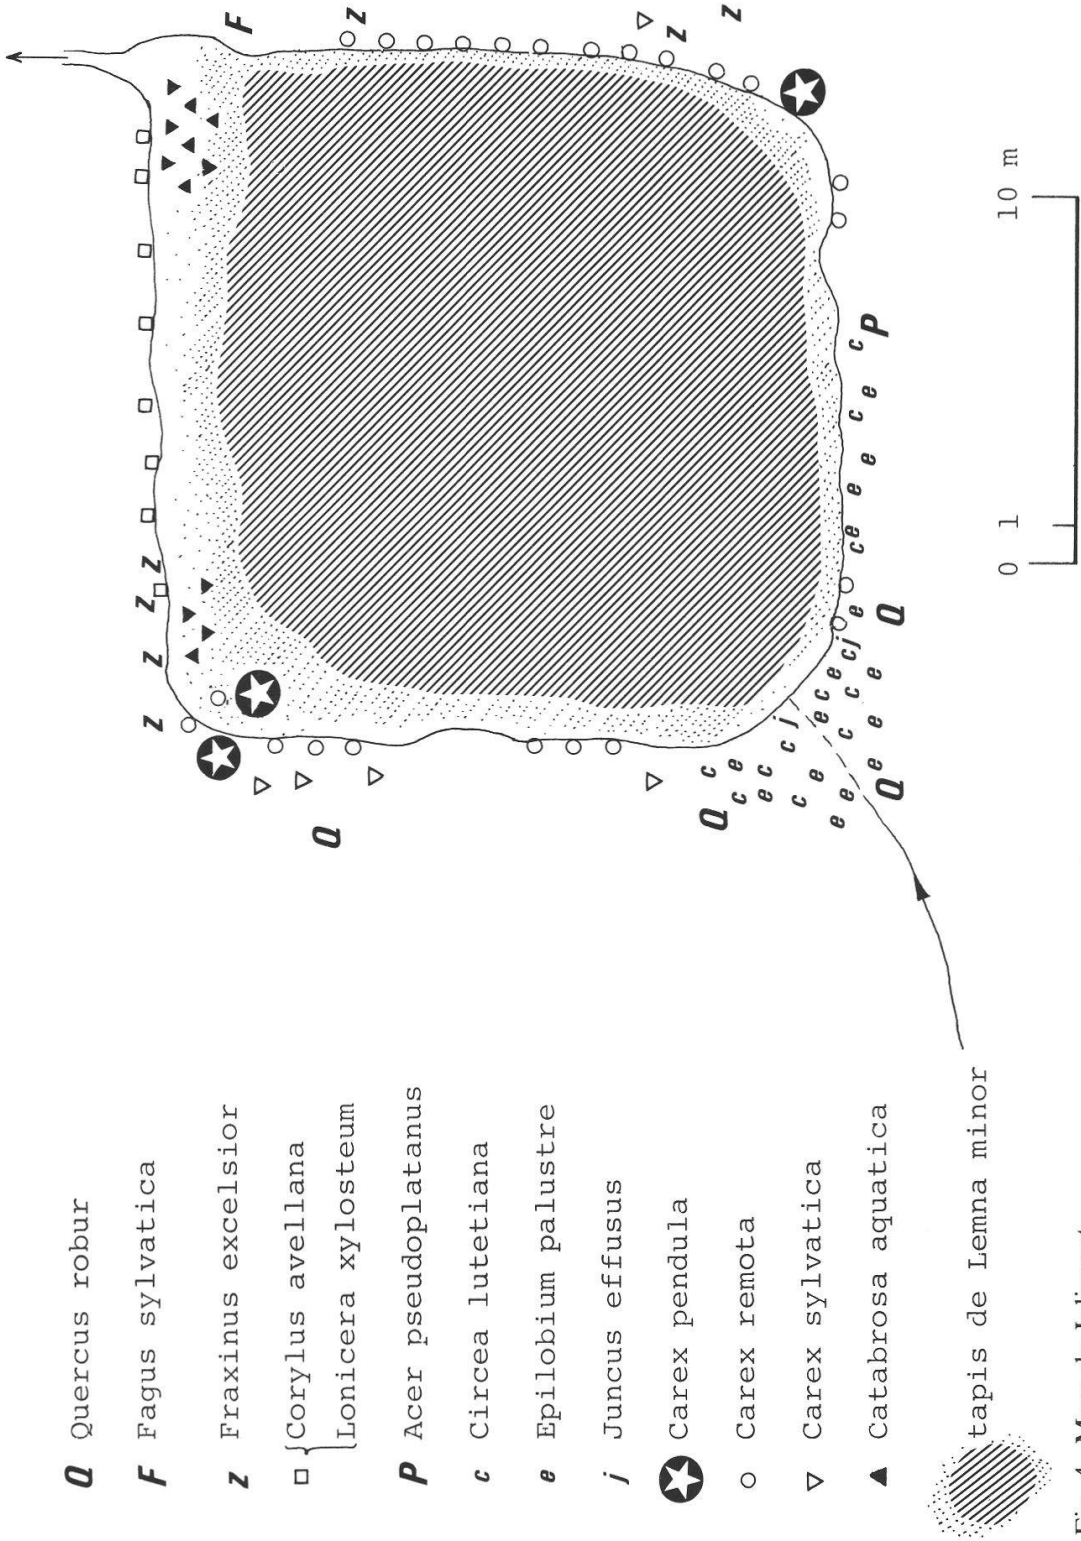 Q Quercus robur
F Fagus sylvatica
z Fraxinus excelsior
Corylus avellana
Lonicera xylosteum
P Acer pseudoplatanus
c Circea lutetiana
e Epilobium palustre
j Juncus effusus
Carex pendula
Carex remota
Carex sylvatica
Catabrosa aquatica
tapis de Lemna minor
0 1 10 m